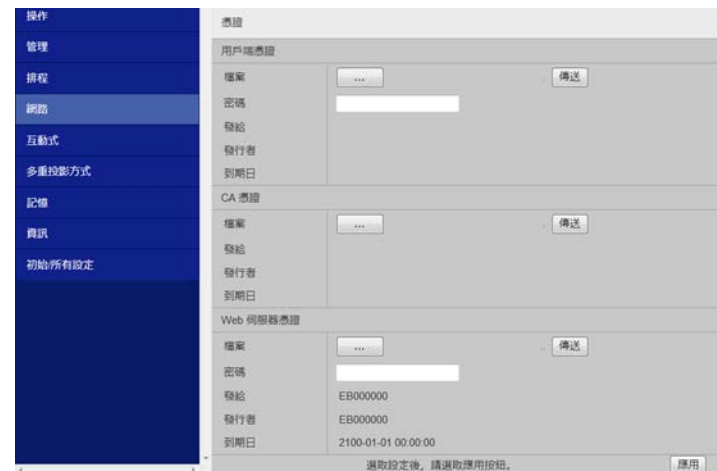 操作
管理
排程
網路
互動式
多重投影方式
記憶
資訊
初始/所有設定
憑證
用戶端憑證
檔案 ... 傳送
密碼
發給
發行者
到期日
CA 憑證
檔案 ... 傳送
發給
發行者
到期日
Web 伺服器憑證
檔案 ... 傳送
密碼
發給 EB000000
發行者 EB000000
到期日 2100-01-01 00:00:00
選取設定後，請選取應用按鈕。 應用